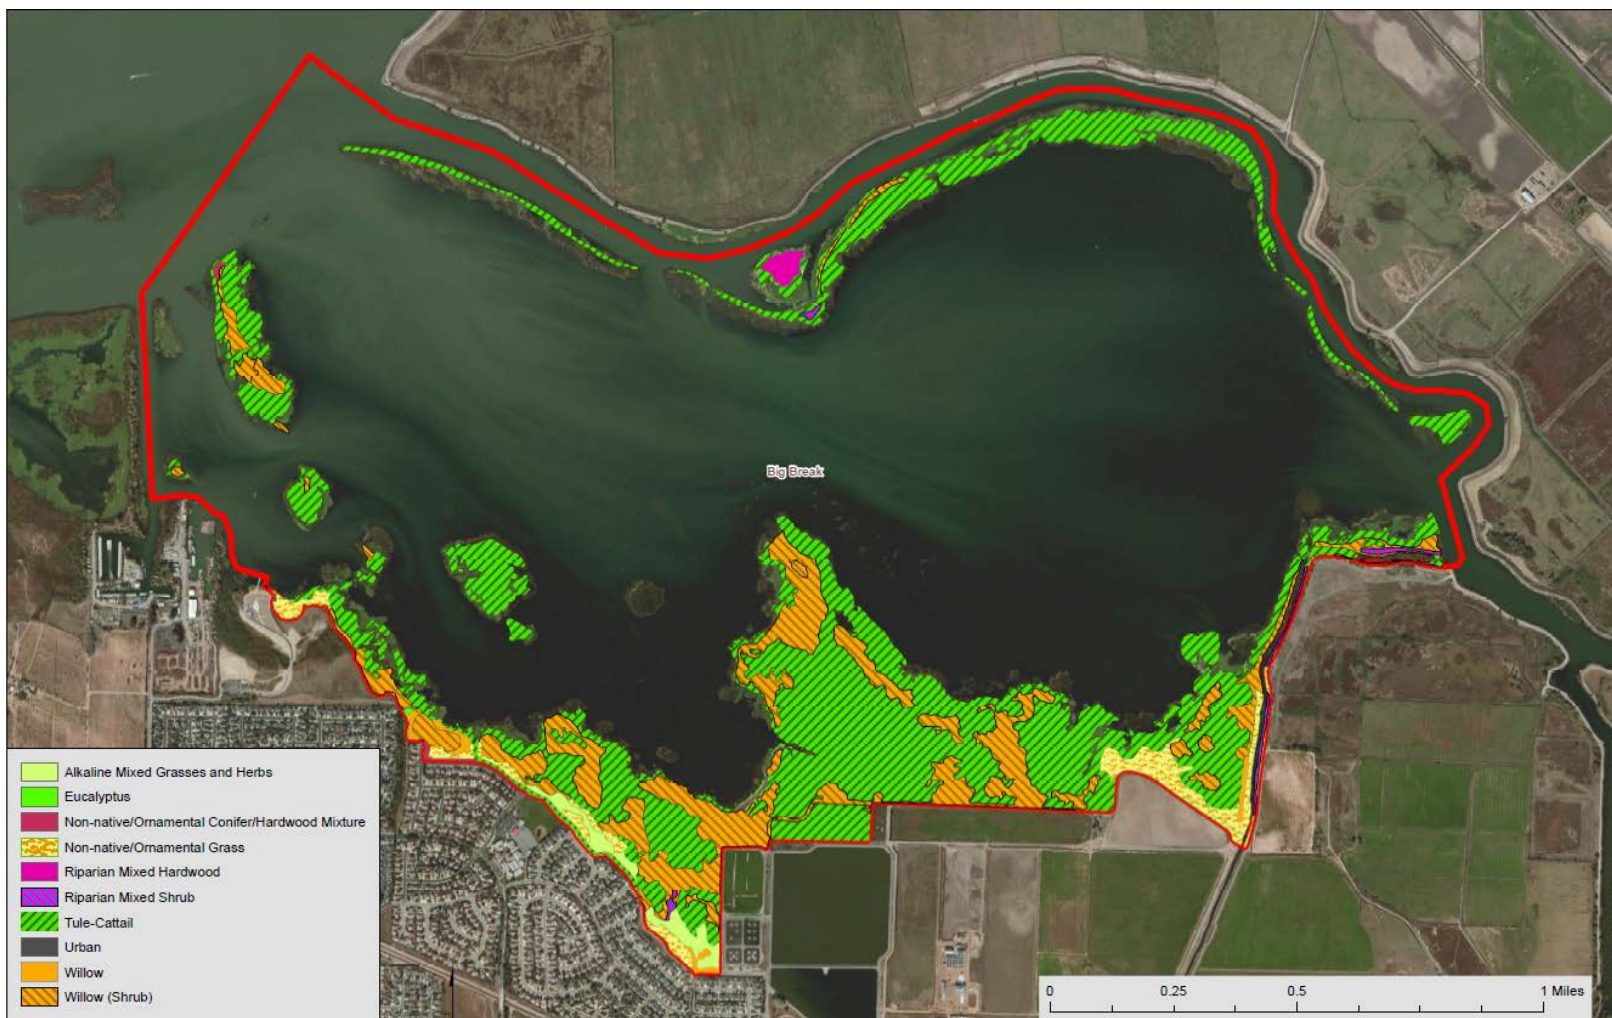 Big Break
Alkaline Mixed Grasses and Herbs
Eucalyptus
Non-native/Ornamental Conifer/Hardwood Mixture
Non-native/Ornamental Grass
Riparian Mixed Hardwood
Riparian Mixed Shrub
Tule-Cattail
Urban
Willow
Willow (Shrub)
0 0.25 0.5 1 Miles